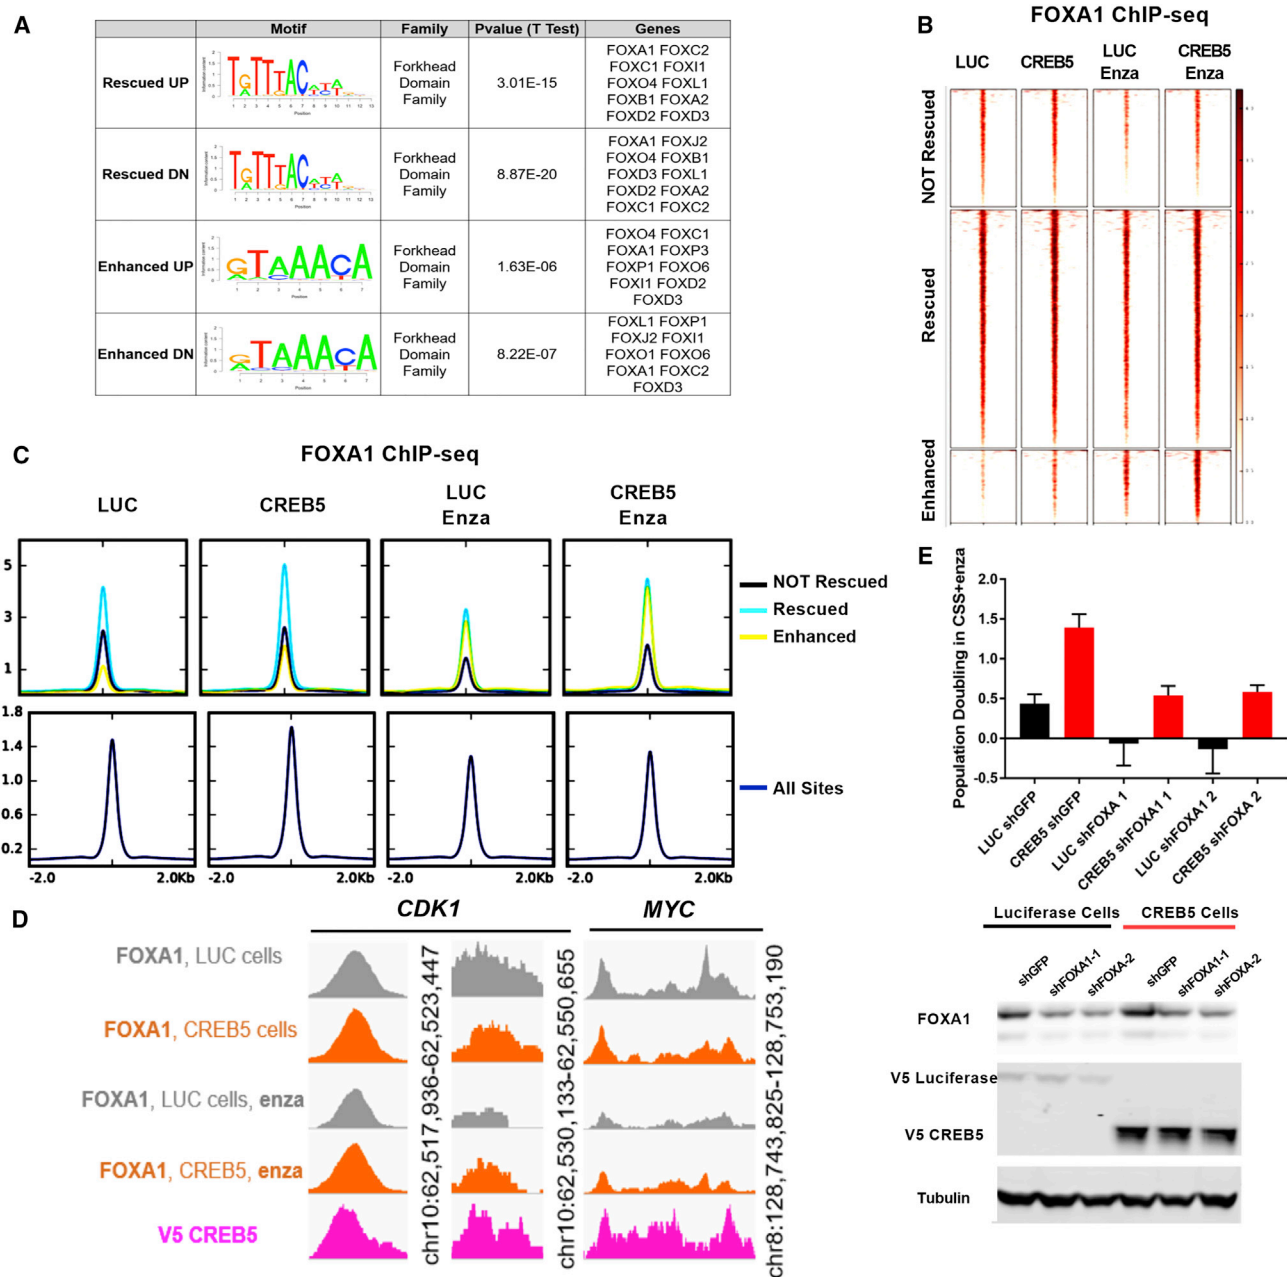 A
Motif
Family
Pvalue (T Test)
Genes
Rescued UP
Forkhead
Domain
Family
3.01E-15
FOXA1 FOXC2
FOXC1 FOXI1
FOXO4 FOXL1
FOXB1 FOXA2
FOXD2 FOXD3
Rescued DN
Forkhead
Domain
Family
8.87E-20
FOXA1 FOXJ2
FOXO4 FOXB1
FOXD3 FOXL1
FOXD2 FOXA2
FOXC1 FOXC2
Enhanced UP
Forkhead
Domain
Family
1.63E-06
FOXO4 FOXC1
FOXA1 FOXP3
FOXP1 FOXO6
FOXI1 FOXD2
FOXD3
Enhanced DN
Forkhead
Domain
Family
8.22E-07
FOXL1 FOXP1
FOXJ2 FOXI1
FOXO1 FOXO6
FOXA1 FOXC2
FOXD3
B
FOXA1 ChIP-seq
LUC
CREB5
LUC
Enza
CREB5
Enza
NOT Rescued
Rescued
Enhanced
C
FOXA1 ChIP-seq
LUC
CREB5
LUC
Enza
CREB5
Enza
5
3
1
NOT Rescued
Rescued
Enhanced
1.8
1.4
1.0
0.6
0.2
All Sites
-2.0 2.0Kb
-2.0 2.0Kb
-2.0 2.0Kb
-2.0 2.0Kb
D
CDK1
MYC
FOXA1, LUC cells
FOXA1, CREB5 cells
FOXA1, LUC cells, enza
FOXA1, CREB5, enza
V5 CREB5
chr10:62,517,936-62,523,447
chr10:62,530,133-62,550,655
chr8:128,743,825-128,753,190
E
Population Doubling in CSS+enza
2.0
1.5
1.0
0.5
0.0
-0.5
LUC shGFP
CREB5 shGFP
LUC shFOXA 1
CREB5 shFOXA1 1
LUC shFOXA1 2
CREB5 shFOXA 2
Luciferase Cells
CREB5 Cells
shGFP
shFOXA1-1
shFOXA-2
shGFP
shFOXA1-1
shFOXA-2
FOXA1
V5 Luciferase
V5 CREB5
Tubulin